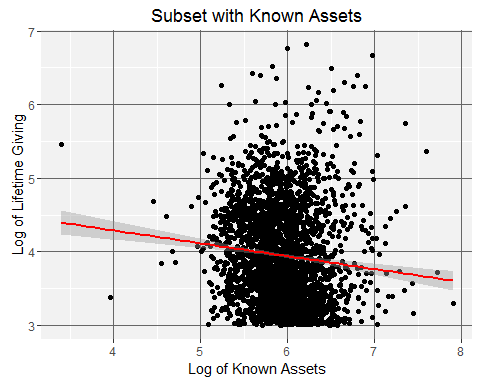 Subset with Known Assets
7
6
5
4
3
Log of Lifetime Giving
4 5 6 7 8
Log of Known Assets